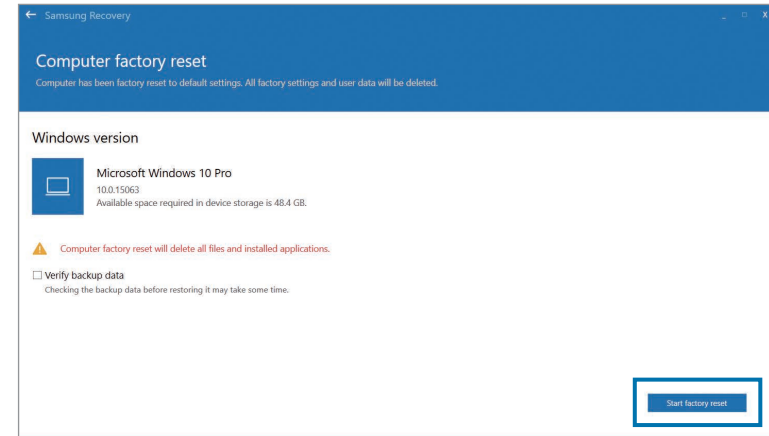 Samsung Recovery
Computer factory reset
Computer has been factory reset to default settings. All factory settings and user data will be deleted.
Windows version
Microsoft Windows 10 Pro
10.0.15063
Available space required in device storage is 48.4 GB.
Computer factory reset will delete all files and installed applications.
Verify backup data
Checking the backup data before restoring it may take some time.
Start factory reset